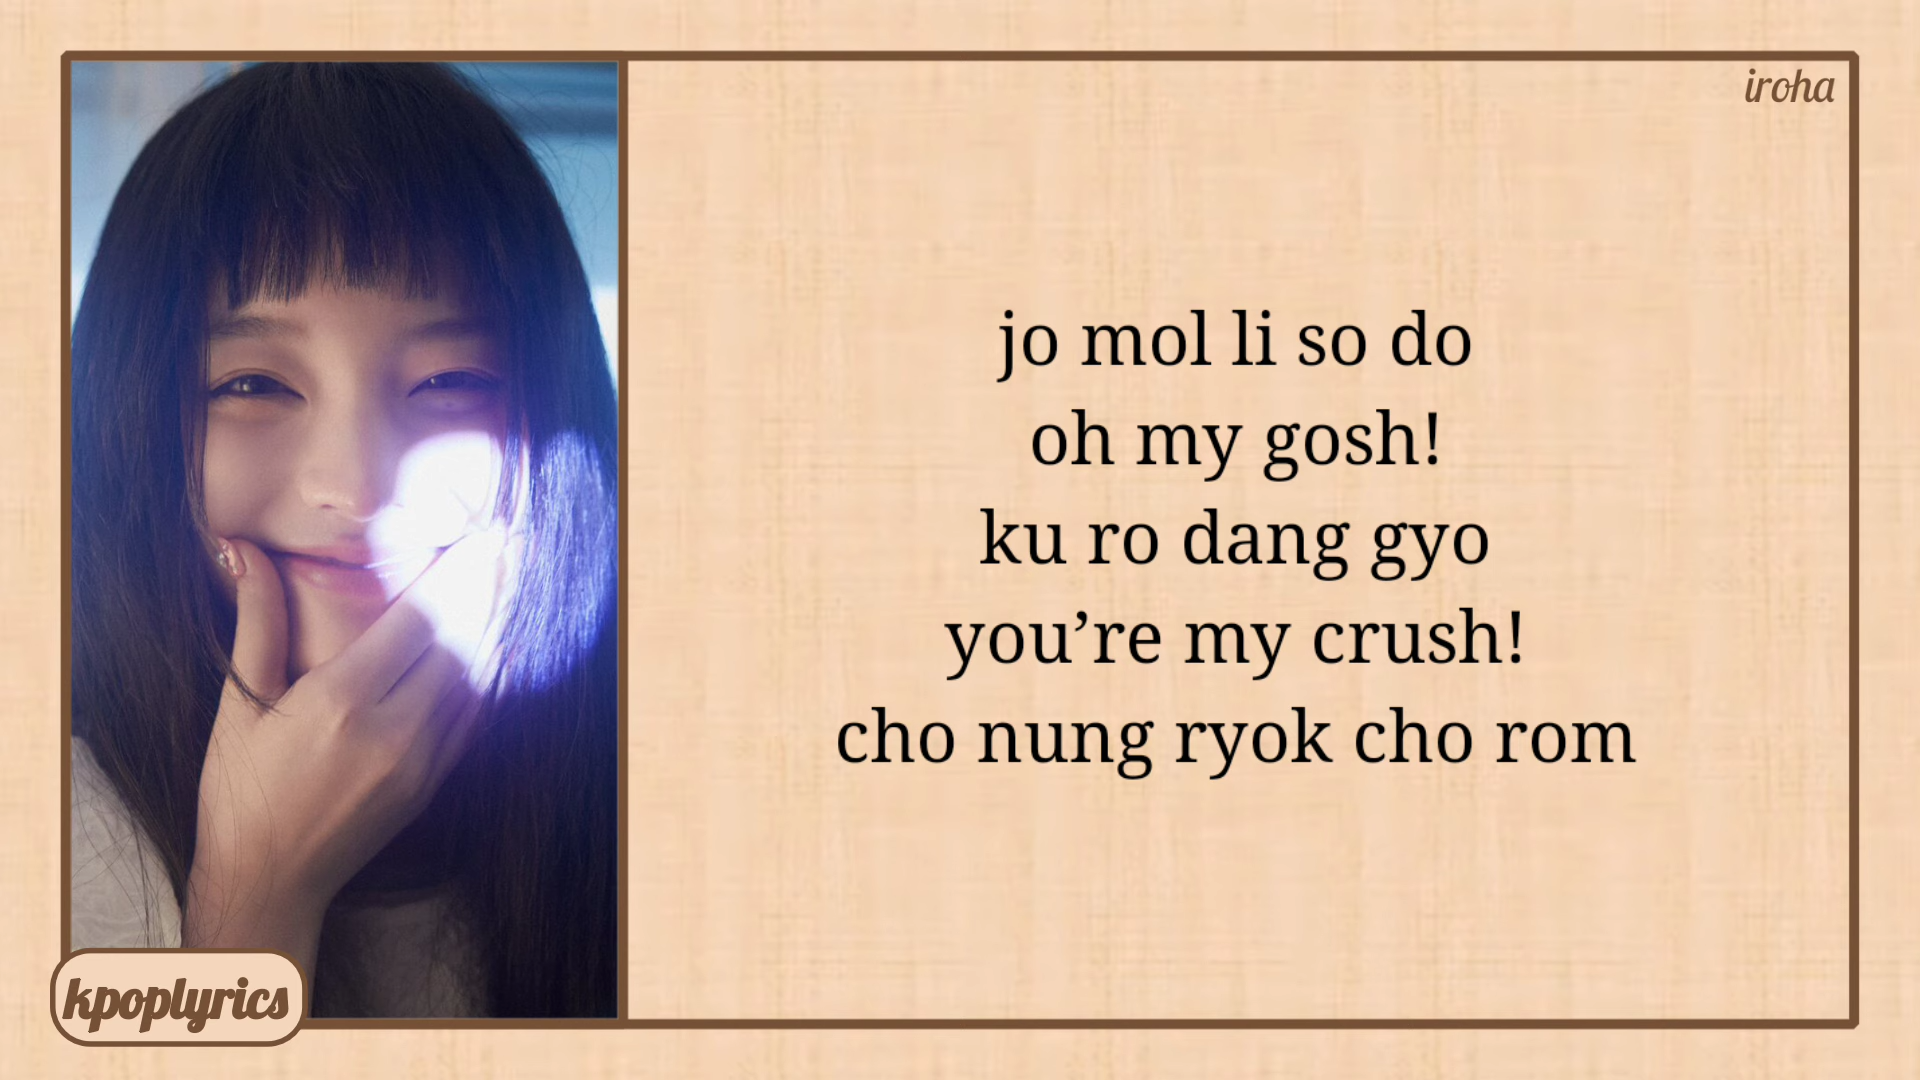 iroha
jo mol li so do
oh my gosh!
ku ro dang gyo
you’re my crush!
cho nung ryok cho rom
kpoplyrics